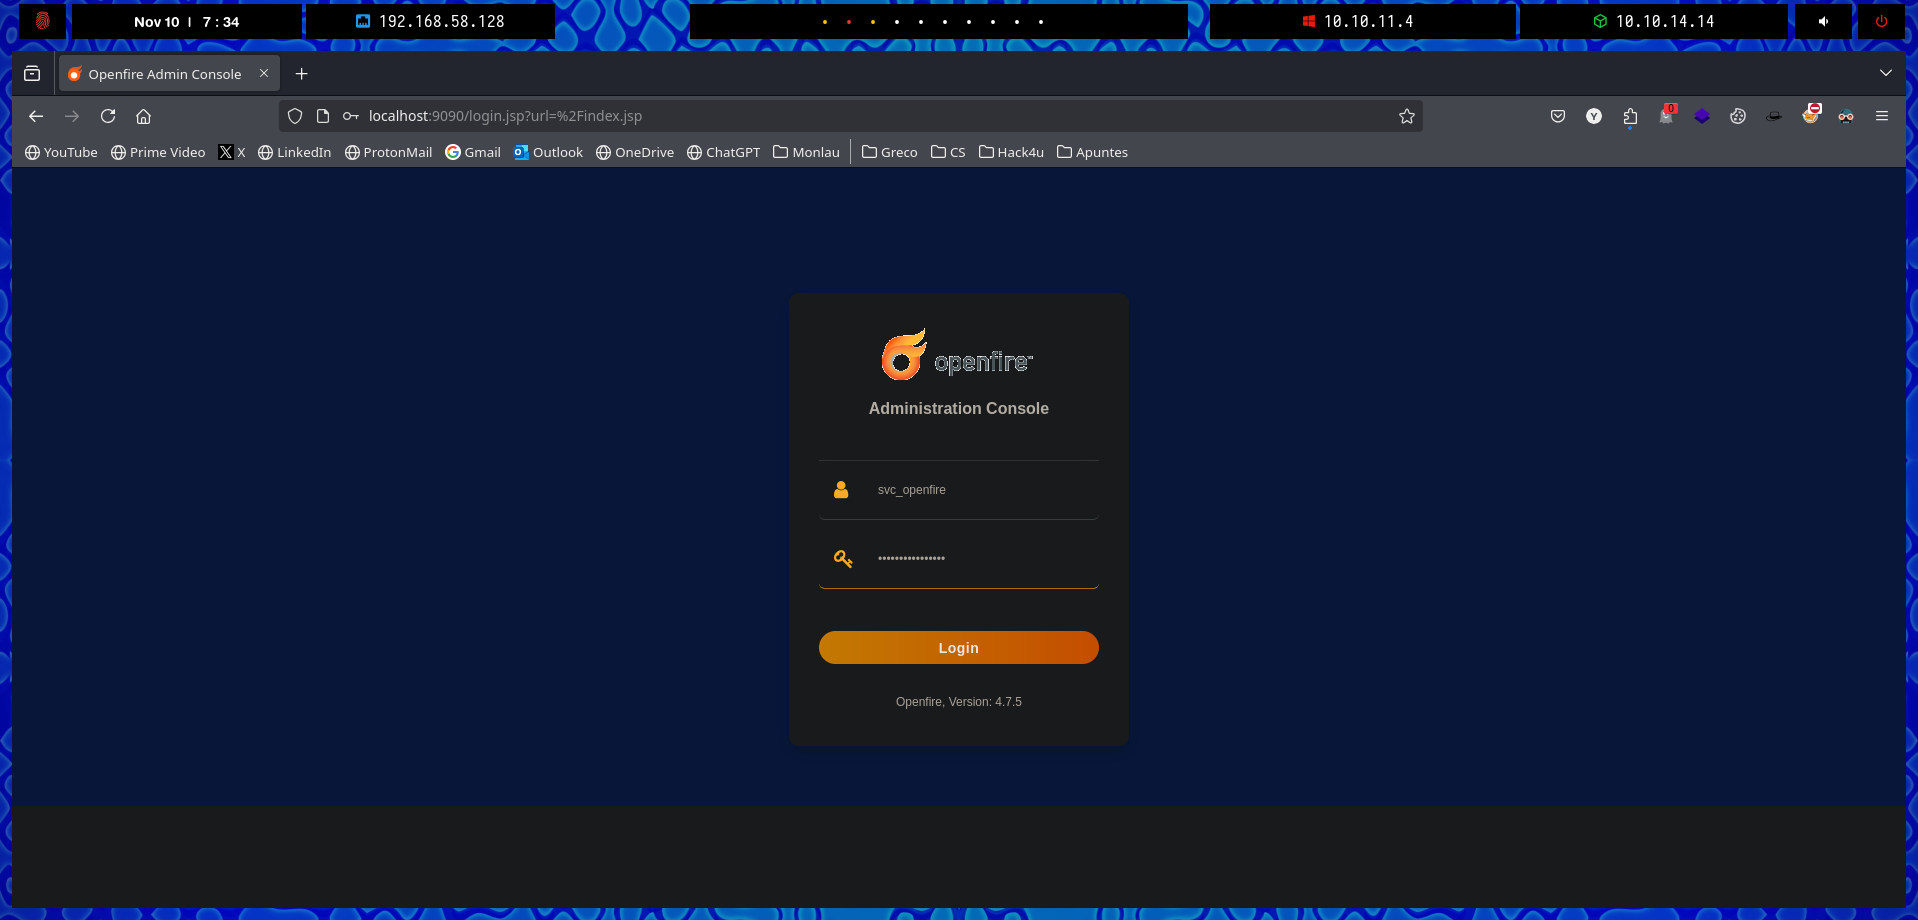 Nov 10 | 7 : 34
192.168.58.128
10.10.11.4
10.10.14.14
Openfire Admin Console
localhost:9090/login.jsp?url=%2Findex.jsp
0
Y
YouTube
Prime Video
X
LinkedIn
ProtonMail
Gmail
Outlook
OneDrive
ChatGPT
Monlau
Greco
CS
Hack4u
Apuntes
openfire™
Administration Console
svc_openfire
••••••••••••••••
Login
Openfire, Version: 4.7.5